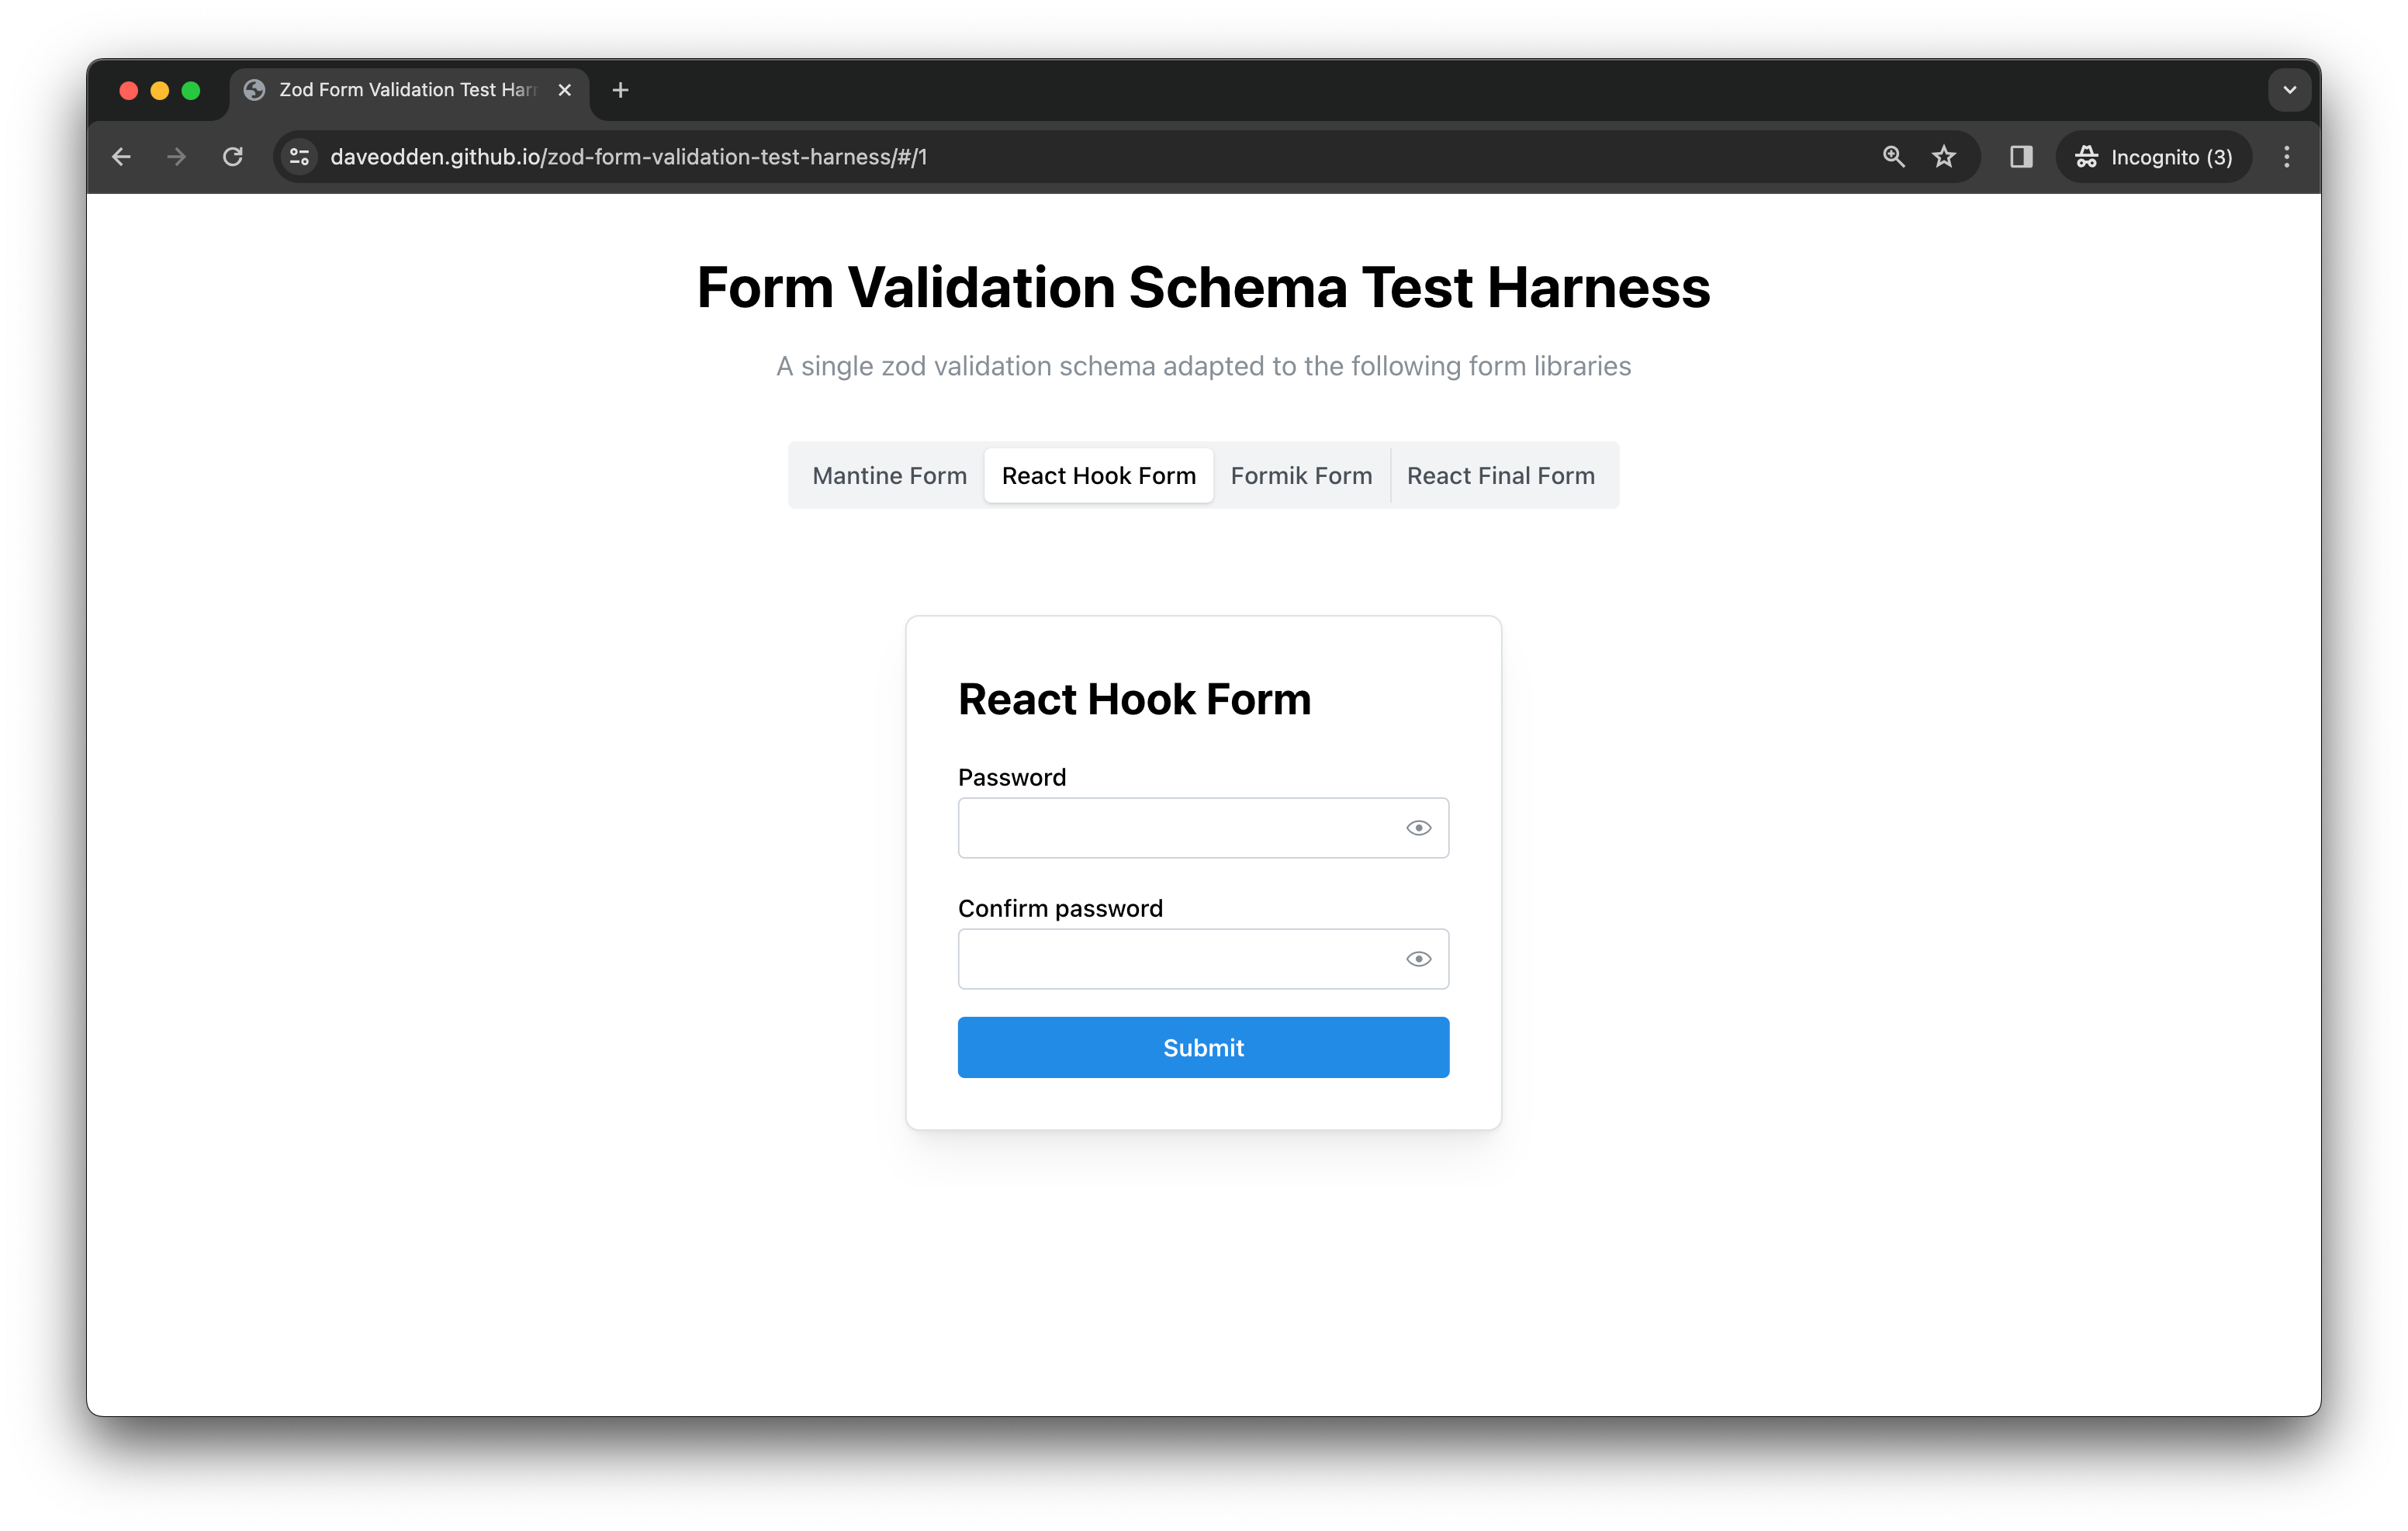 Zod Form Validation Test Har
daveodden.github.io/zod-form-validation-test-harness/#/1
Incognito (3)
Form Validation Schema Test Harness
A single zod validation schema adapted to the following form libraries
Mantine Form
React Hook Form
Formik Form
React Final Form
React Hook Form
Password
Confirm password
Submit